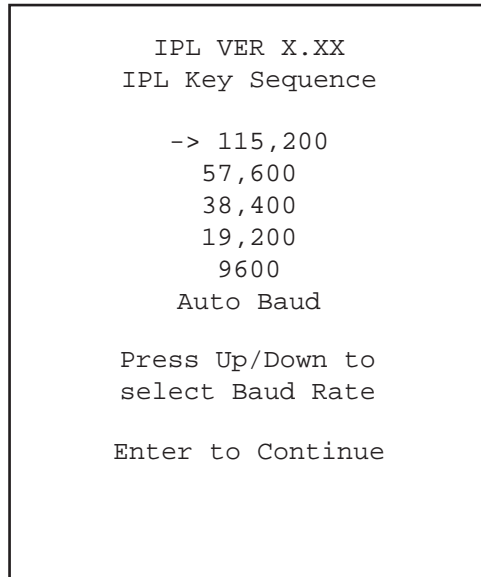 IPL VER X.XX
IPL Key Sequence
-> 115,200
57,600
38,400
19,200
9600
Auto Baud
Press Up/Down to
select Baud Rate
Enter to Continue